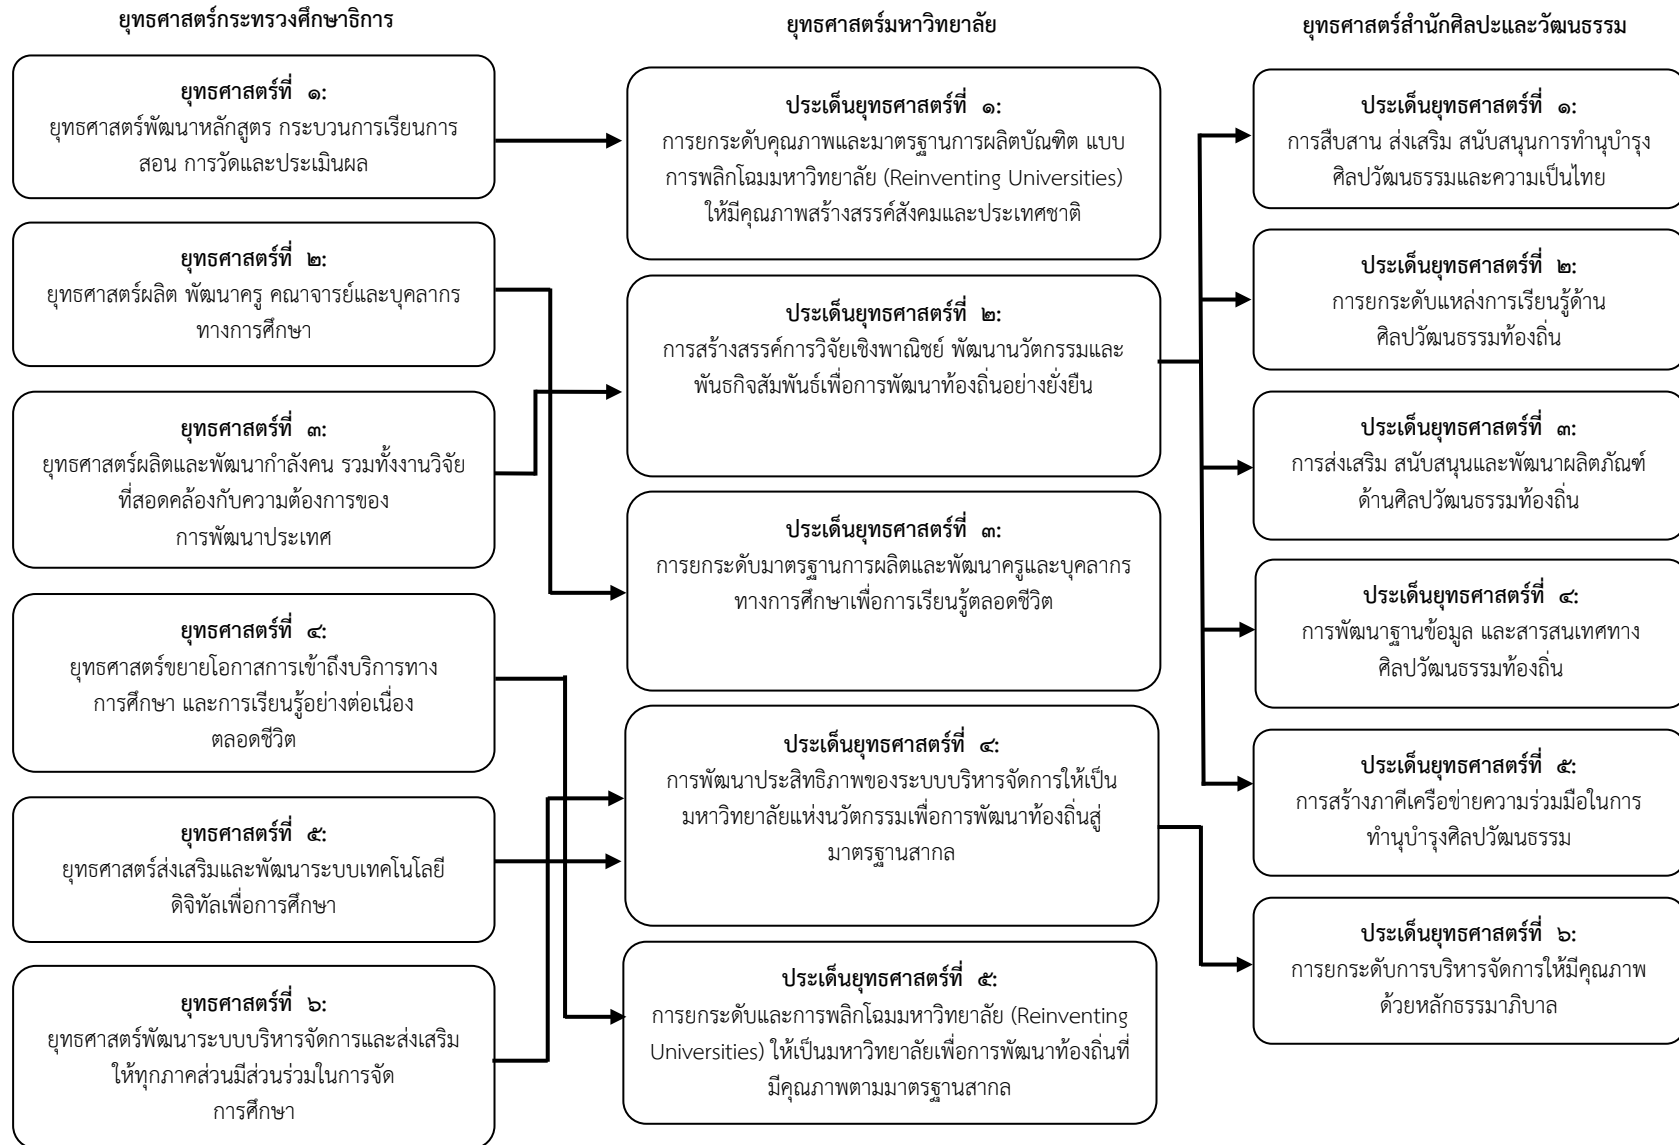 ยุทธศาสตร์กระทรวงศึกษาธิการ
ยุทธศาสตร์ที่ ๑:
ยุทธศาสตร์พัฒนาหลักสูตร กระบวนการเรียนการ
สอน การวัดและประเมินผล
ยุทธศาสตร์ที่ ๒:
ยุทธศาสตร์ผลิต พัฒนาครู คณาจารย์และบุคลากร
ทางการศึกษา
ยุทธศาสตร์ที่ ๓:
ยุทธศาสตร์ผลิตและพัฒนากำลังคน รวมทั้งงานวิจัย
ที่สอดคล้องกับความต้องการของ
การพัฒนาประเทศ
ยุทธศาสตร์ที่ ๔:
ยุทธศาสตร์ขยายโอกาสการเข้าถึงบริการทาง
การศึกษา และการเรียนรู้อย่างต่อเนื่อง
ตลอดชีวิต
ยุทธศาสตร์ที่ ๕:
ยุทธศาสตร์ส่งเสริมและพัฒนาระบบเทคโนโลยี
ดิจิทัลเพื่อการศึกษา
ยุทธศาสตร์ที่ ๖:
ยุทธศาสตร์พัฒนาระบบบริหารจัดการและส่งเสริม
ให้ทุกภาคส่วนมีส่วนร่วมในการจัด
การศึกษา
ยุทธศาสตร์มหาวิทยาลัย
ประเด็นยุทธศาสตร์ที่ ๑:
การยกระดับคุณภาพและมาตรฐานการผลิตบัณฑิต แบบ
การพลิกโฉมมหาวิทยาลัย (Reinventing Universities)
ให้มีคุณภาพสร้างสรรค์สังคมและประเทศชาติ
ประเด็นยุทธศาสตร์ที่ ๒:
การสร้างสรรค์การวิจัยเชิงพาณิชย์ พัฒนานวัตกรรมและ
พันธกิจสัมพันธ์เพื่อการพัฒนาท้องถิ่นอย่างยั่งยืน
ประเด็นยุทธศาสตร์ที่ ๓:
การยกระดับมาตรฐานการผลิตและพัฒนาครูและบุคลากร
ทางการศึกษาเพื่อการเรียนรู้ตลอดชีวิต
ประเด็นยุทธศาสตร์ที่ ๔:
การพัฒนาประสิทธิภาพของระบบบริหารจัดการให้เป็น
มหาวิทยาลัยแห่งนวัตกรรมเพื่อการพัฒนาท้องถิ่นสู่
มาตรฐานสากล
ประเด็นยุทธศาสตร์ที่ ๕:
การยกระดับและการพลิกโฉมมหาวิทยาลัย (Reinventing
Universities) ให้เป็นมหาวิทยาลัยเพื่อการพัฒนาท้องถิ่นที่
มีคุณภาพตามมาตรฐานสากล
ยุทธศาสตร์สำนักศิลปะและวัฒนธรรม
ประเด็นยุทธศาสตร์ที่ ๑:
การสืบสาน ส่งเสริม สนับสนุนการทำนุบำรุง
ศิลปวัฒนธรรมและความเป็นไทย
ประเด็นยุทธศาสตร์ที่ ๒:
การยกระดับแหล่งการเรียนรู้ด้าน
ศิลปวัฒนธรรมท้องถิ่น
ประเด็นยุทธศาสตร์ที่ ๓:
การส่งเสริม สนับสนุนและพัฒนาผลิตภัณฑ์
ด้านศิลปวัฒนธรรมท้องถิ่น
ประเด็นยุทธศาสตร์ที่ ๔:
การพัฒนาฐานข้อมูล และสารสนเทศทาง
ศิลปวัฒนธรรมท้องถิ่น
ประเด็นยุทธศาสตร์ที่ ๕:
การสร้างภาคีเครือข่ายความร่วมมือในการ
ทำนุบำรุงศิลปวัฒนธรรม
ประเด็นยุทธศาสตร์ที่ ๖:
การยกระดับการบริหารจัดการให้มีคุณภาพ
ด้วยหลักธรรมาภิบาล